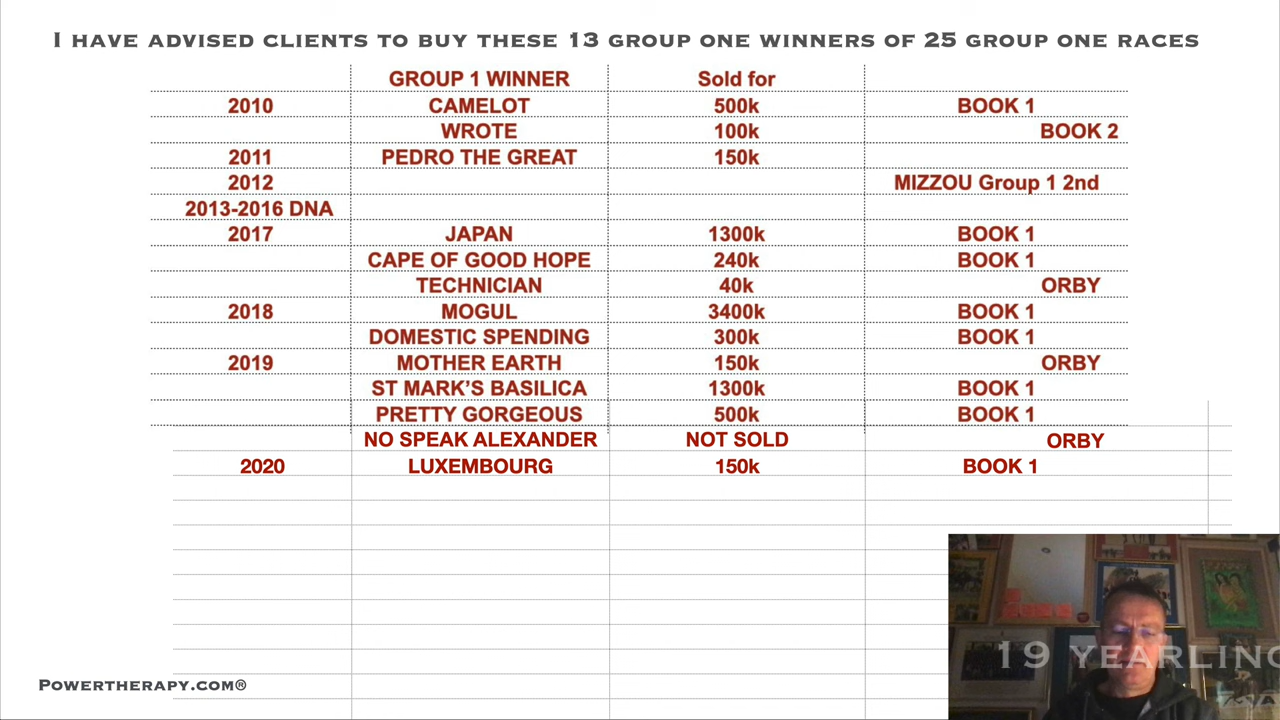 I HAVE ADVISED CLIENTS TO BUY THESE 13 GROUP ONE WINNERS OF 25 GROUP ONE RACES
GROUP 1 WINNER Sold for
2010 CAMELOT 500k BOOK 1
WROTE 100k BOOK 2
2011 PEDRO THE GREAT 150k
2012 MIZZOU Group 1 2nd
2013-2016 DNA
2017 JAPAN 1300k BOOK 1
CAPE OF GOOD HOPE 240k BOOK 1
TECHNICIAN 40k ORBY
2018 MOGUL 3400k BOOK 1
DOMESTIC SPENDING 300k BOOK 1
2019 MOTHER EARTH 150k ORBY
ST MARK’S BASILICA 1300k BOOK 1
PRETTY GORGEOUS 500k BOOK 1
NO SPEAK ALEXANDER NOT SOLD ORBY
2020 LUXEMBOURG 150k BOOK 1
19 YEARLING
POWERTHERAPY.COM®